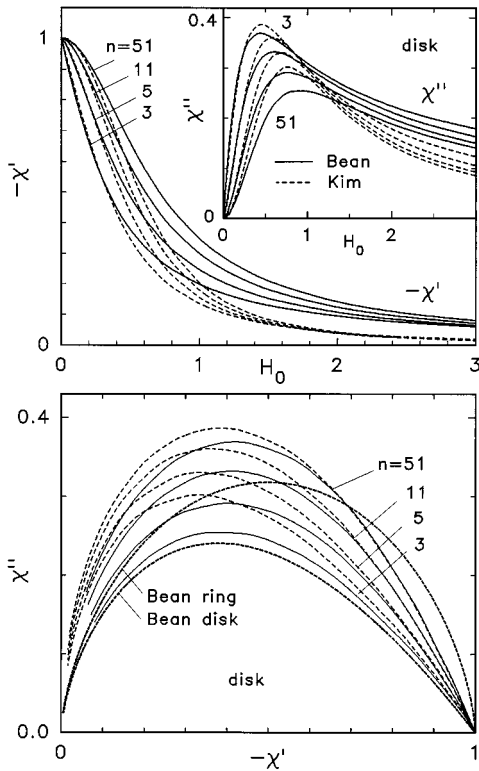 1
−χ'
0
n=51
11
5
3
0.4
χ''
0
3
disk
χ''
51
Bean
Kim
0 1 2
H0
−χ'
0 1 2 3
H0
0.4
χ''
0.0
n=51
11
5
3
Bean ring
Bean disk
disk
0 1
−χ'